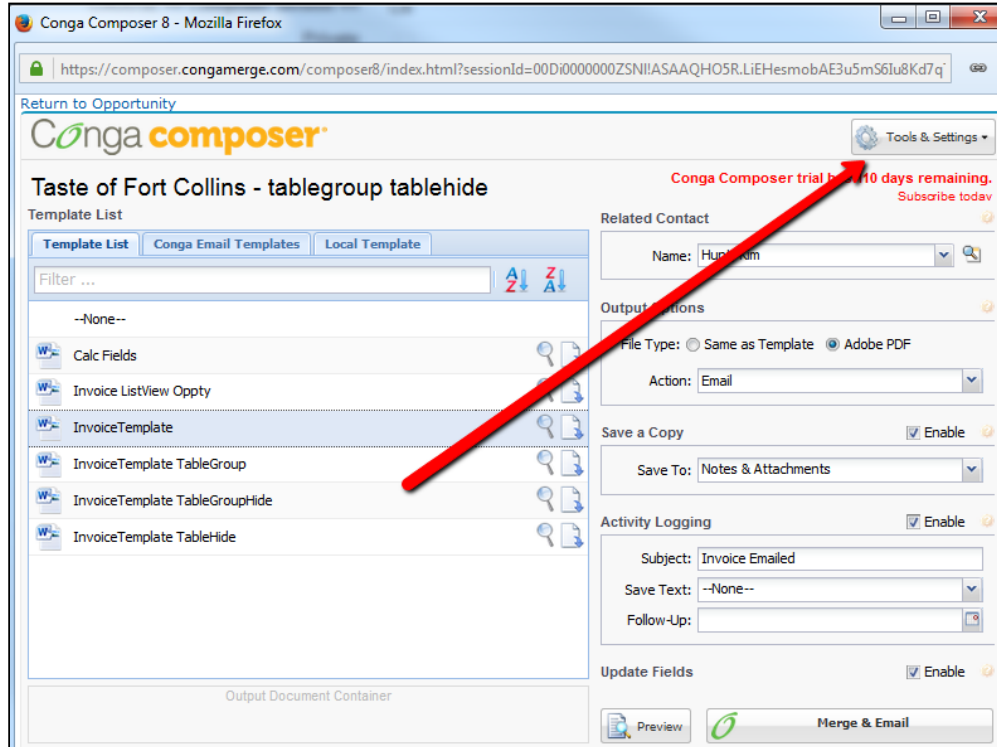 Conga Composer 8 - Mozilla Firefox
https://composer.congamerge.com/composer8/index.html?sessionId=00Di0000000ZSNI!ASAAQHO5R.LiEHesmobAE3u5mS6Iu8Kd7q
Return to Opportunity
Conga composer
Tools & Settings
Taste of Fort Collins - tablegroup tablehide
Conga Composer trial 10 days remaining.
Subscribe today
Template List
Template List
Conga Email Templates
Local Template
Filter ...
A Z
Z A
--None--
Calc Fields
Invoice ListView Oppty
InvoiceTemplate
InvoiceTemplate TableGroup
InvoiceTemplate TableGroupHide
InvoiceTemplate TableHide
Output Document Container
Related Contact
Name:
Output Options
File Type: Same as Template Adobe PDF
Action: Email
Save a Copy Enable
Save To: Notes & Attachments
Activity Logging Enable
Subject: Invoice Emailed
Save Text: --None--
Follow-Up:
Update Fields Enable
Preview
Merge & Email